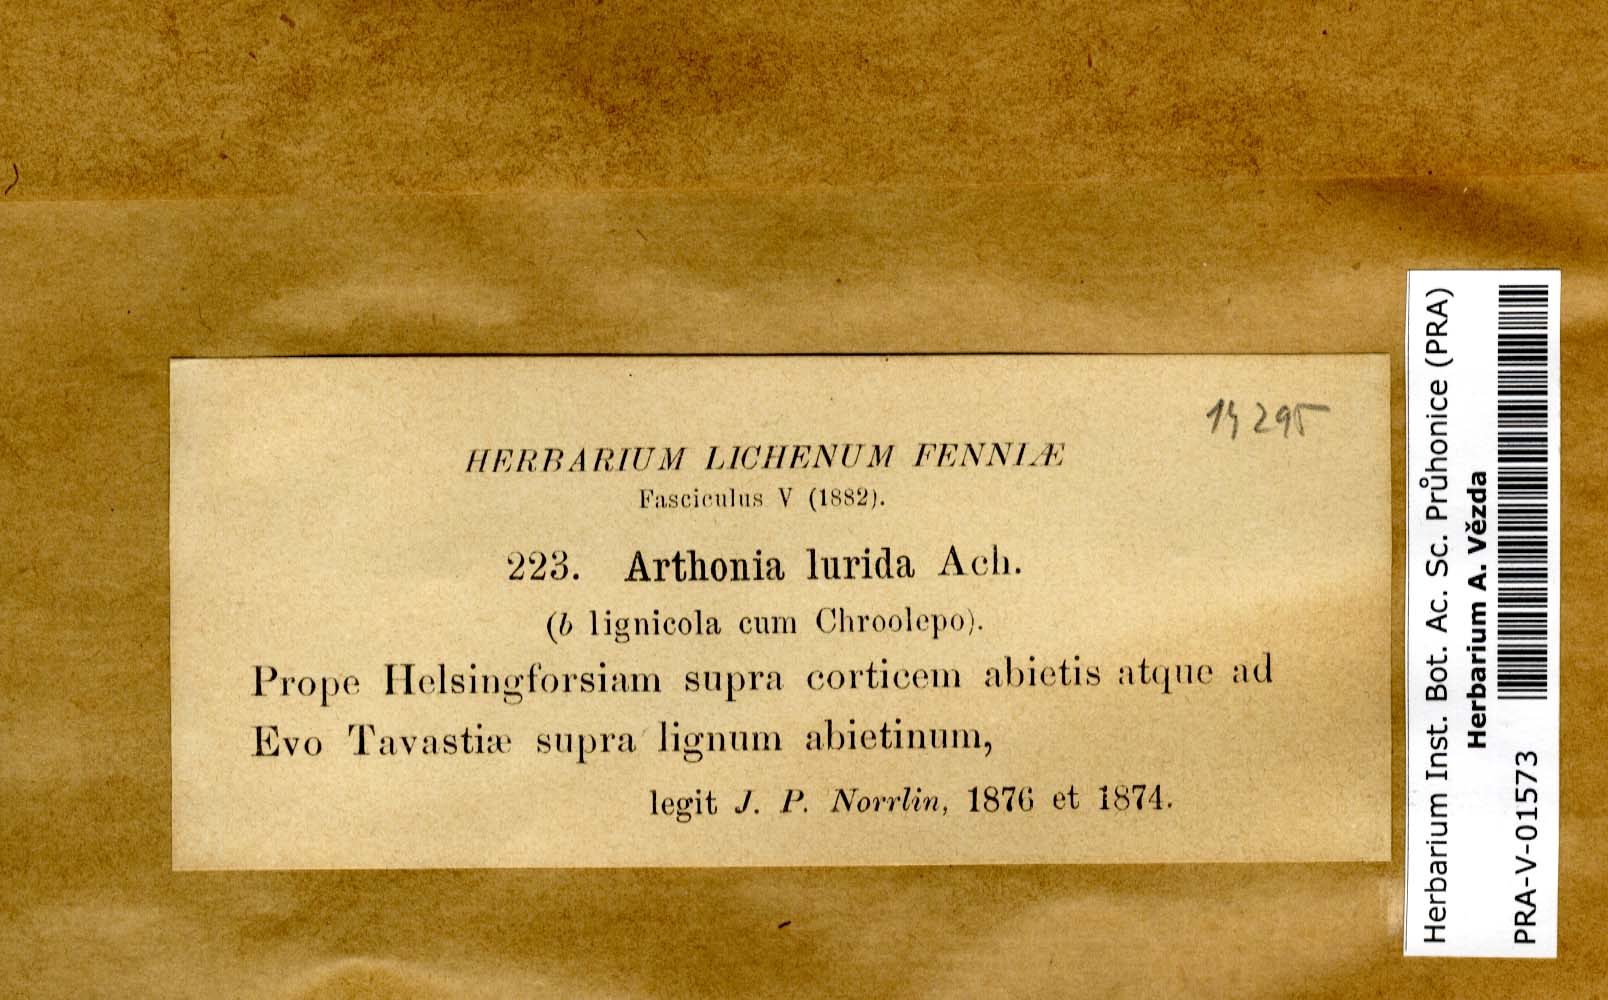 14295
HERBARIUM LICHENUM FENNIÆ
Fasciculus V (1882).
223. Arthonia lurida Ach.
(b lignicola cum Chroolepo).
Prope Helsingforsiam supra corticem abietis atque ad
Evo Tavastiæ supra lignum abietinum,
legit J. P. Norrlin, 1876 et 1874.
Herbarium Inst. Bot. Ac. Sc. Průhonice (PRA)
Herbarium A. Vězda
PRA-V-01573